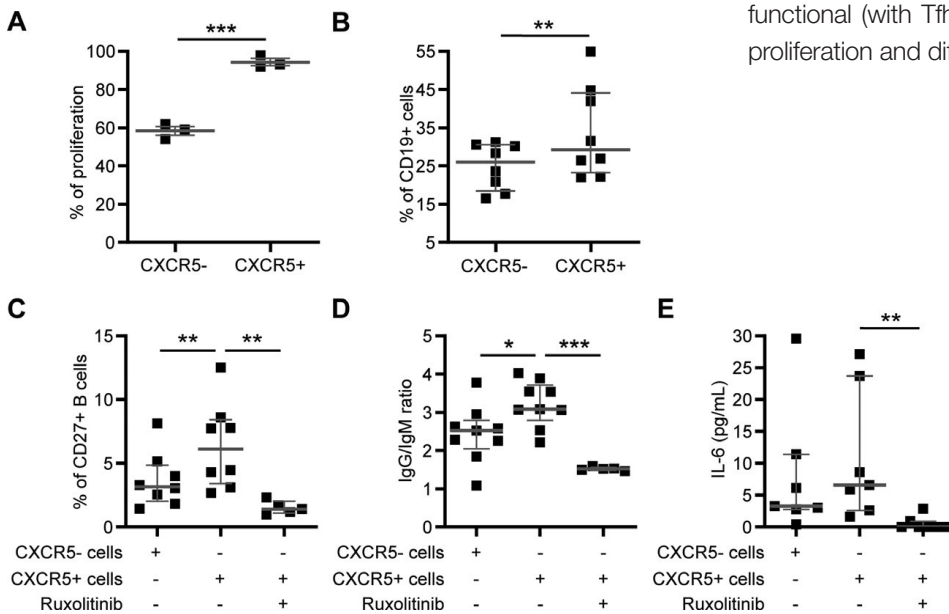 functional (with Tfh
proliferation and dif
A
***
% of proliferation
100
80
60
40
20
0
CXCR5- CXCR5+
B
**
% of CD19+ cells
55
45
35
25
15
5
CXCR5- CXCR5+
C
** **
% of CD27+ B cells
15
10
5
0
D
* ***
IgG/IgM ratio
5
4
3
2
1
0
E
**
IL-6 (pg/mL)
30
25
20
15
10
5
0
CXCR5- cells + - -
CXCR5+ cells - + +
Ruxolitinib - - +
CXCR5- cells + - -
CXCR5+ cells - + +
Ruxolitinib - - +
CXCR5- cells + - -
CXCR5+ cells - + +
Ruxolitinib - - +